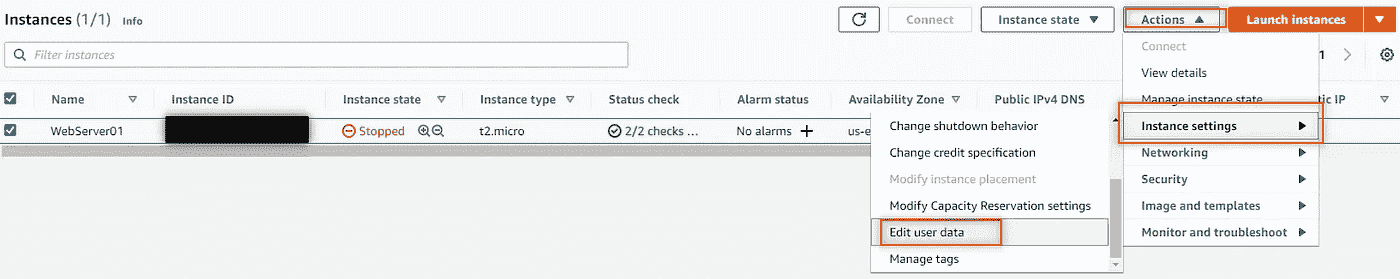 Instances (1/1) Info
Connect
Instance state
Actions
Launch instances
Filter instances
Connect
1
View details
Manage instance state
Name Instance ID Instance state Instance type Status check Alarm status Availability Zone Public IPv4 DNS tic IP
Instance settings
WebServer01 Stopped t2.micro 2/2 checks ... No alarms + us-e
Change shutdown behavior
Change credit specification
Modify instance placement
Modify Capacity Reservation settings
Edit user data
Manage tags
Networking
Security
Image and templates
Monitor and troubleshoot